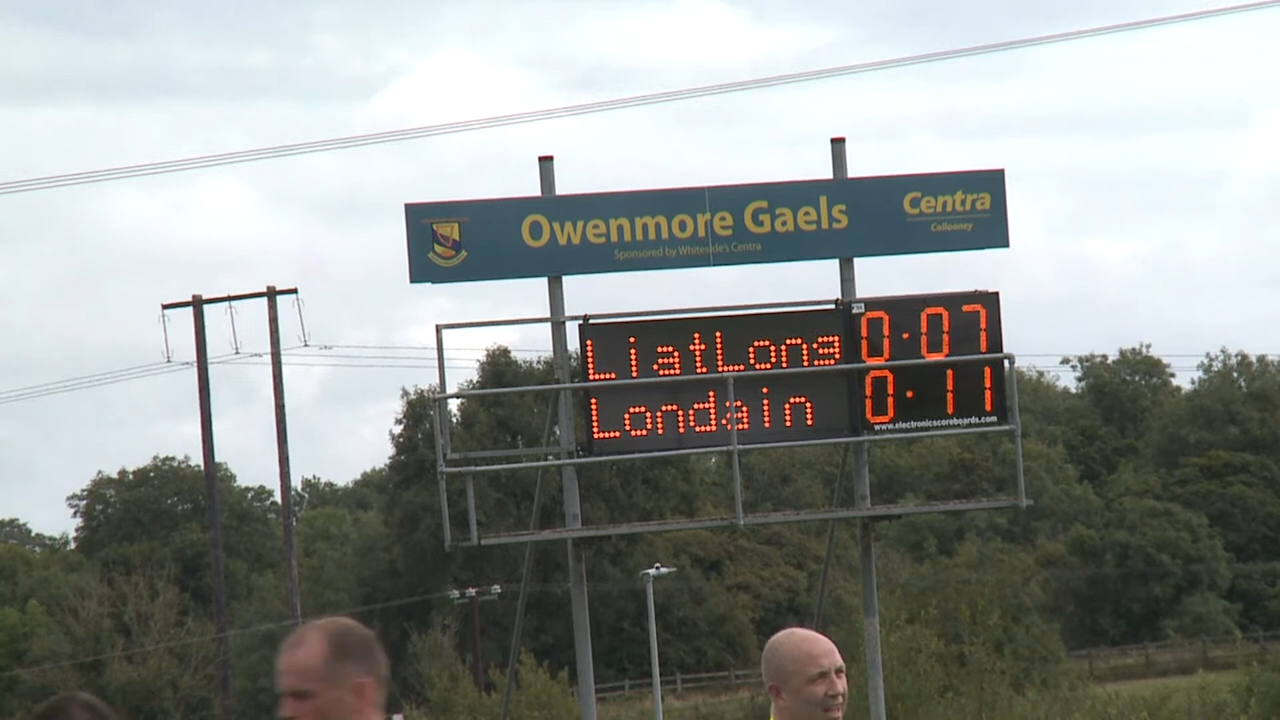 Owenmore Gaels
Sponsored by Whiteside's Centra
Centra
Collooney
LiatLong 0·07
Londain 0·11
www.electronicscoreboards.com